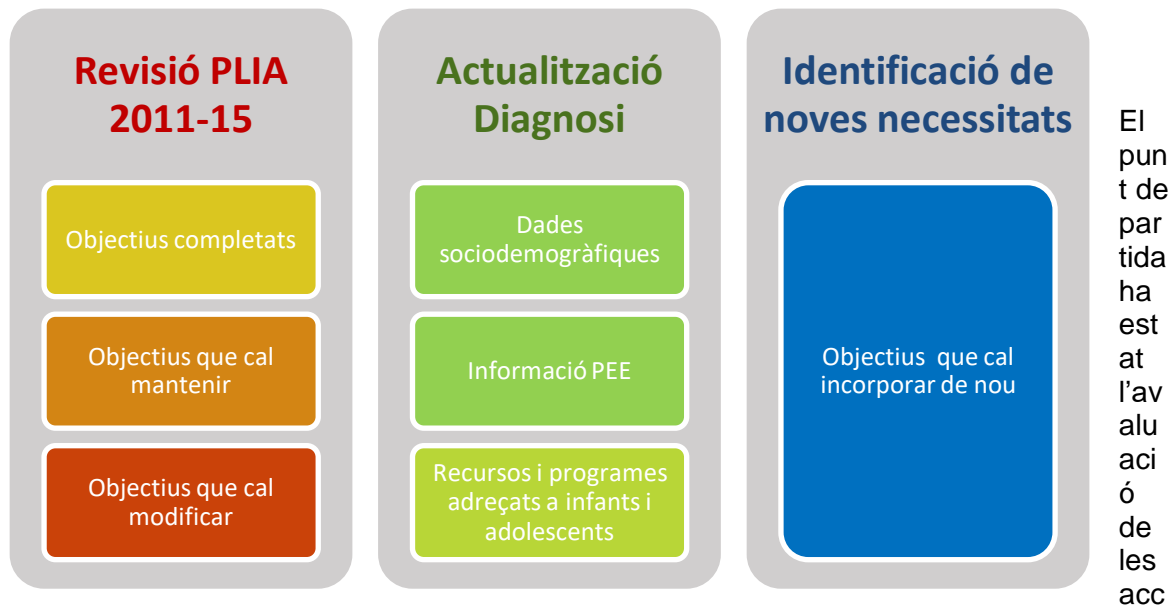 Revisió PLIA
2011-15
Objectius completats
Objectius que cal
mantenir
Objectius que cal
modificar
Actualització
Diagnosi
Dades
sociodemogràfiques
Informació PEE
Recursos i programes
adreçats a infants i
adolescents
Identificació de
noves necessitats
Objectius que cal
incorporar de nou
El
pun
t de
par
tida
ha
est
at
l’av
alu
aci
ó
de
les
acc